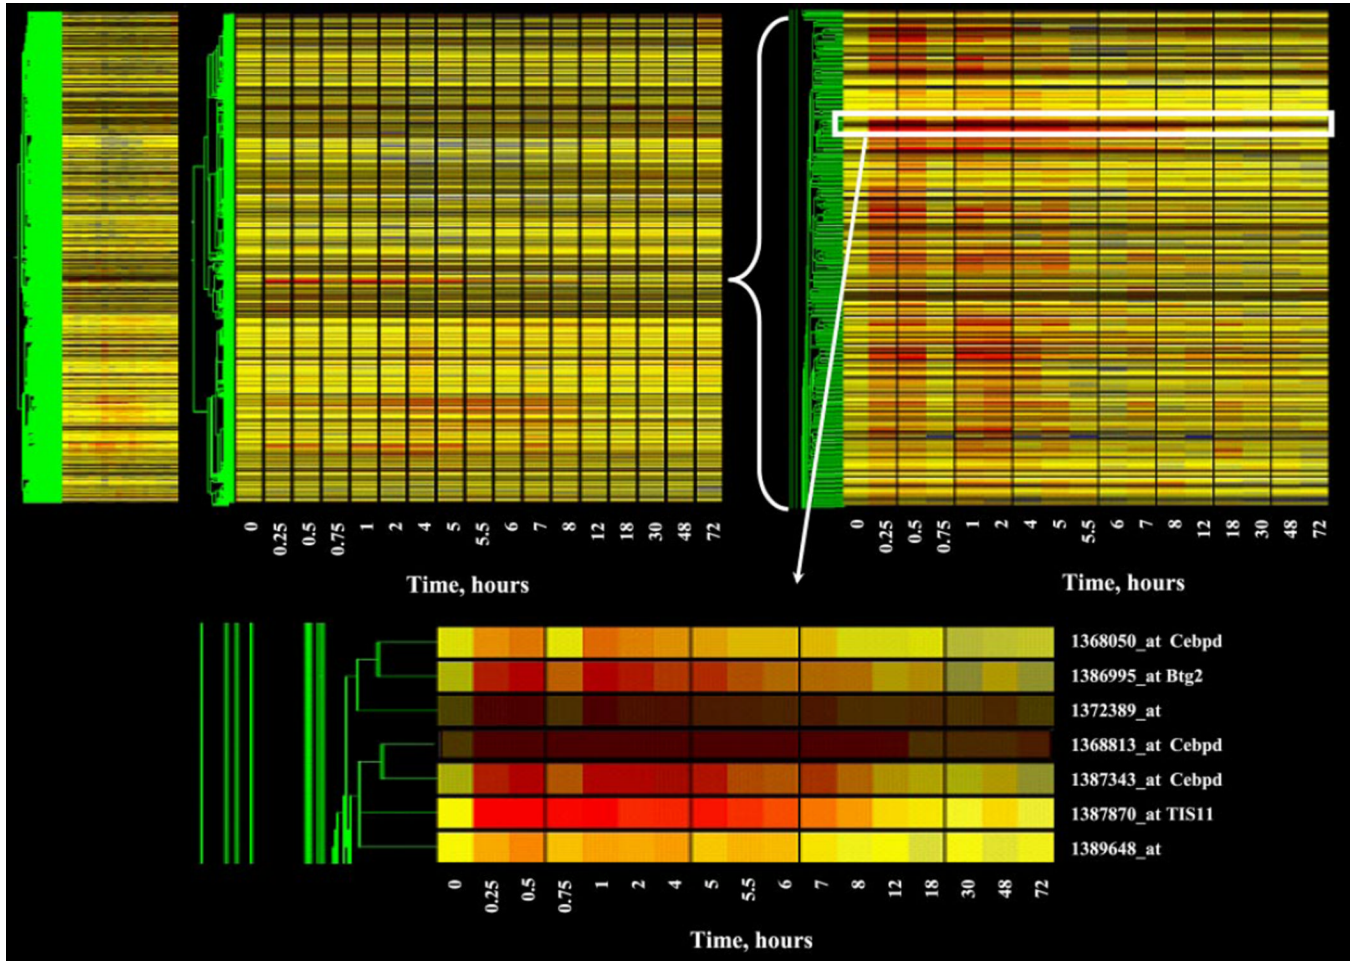 0 0.25 0.5 0.75 1 2 4 5 5.5 6 7 8 12 18 30 48 72
Time, hours
0 0.25 0.5 0.75 1 2 4 5 5.5 6 7 8 12 18 30 48 72
Time, hours
1368050_at Cebpd
1386995_at Btg2
1372389_at
1368813_at Cebpd
1387343_at Cebpd
1387870_at TIS11
1389648_at
0 0.25 0.5 0.75 1 2 4 5 5.5 6 7 8 12 18 30 48 72
Time, hours